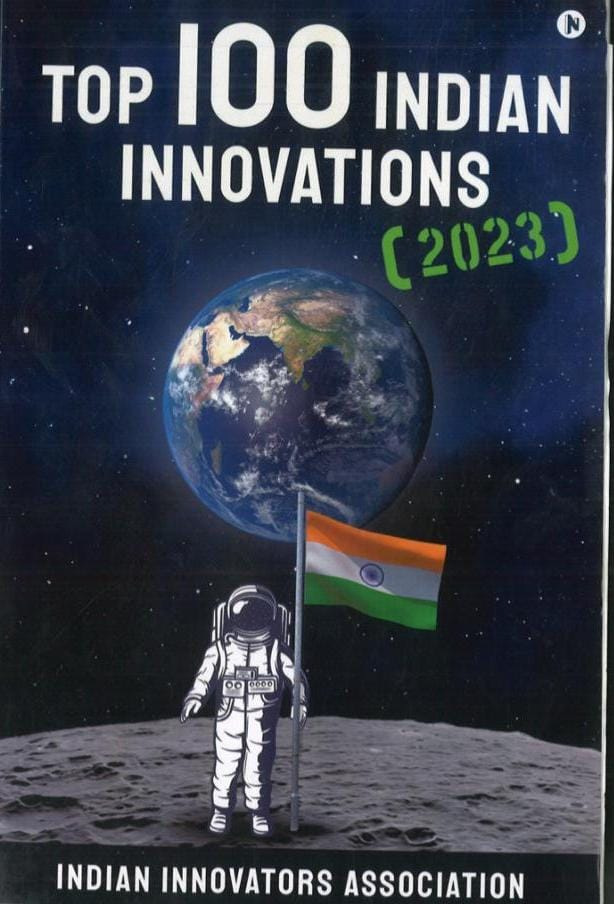 TOP 100 INDIAN
INNOVATIONS
(2023)
INDIAN INNOVATORS ASSOCIATION